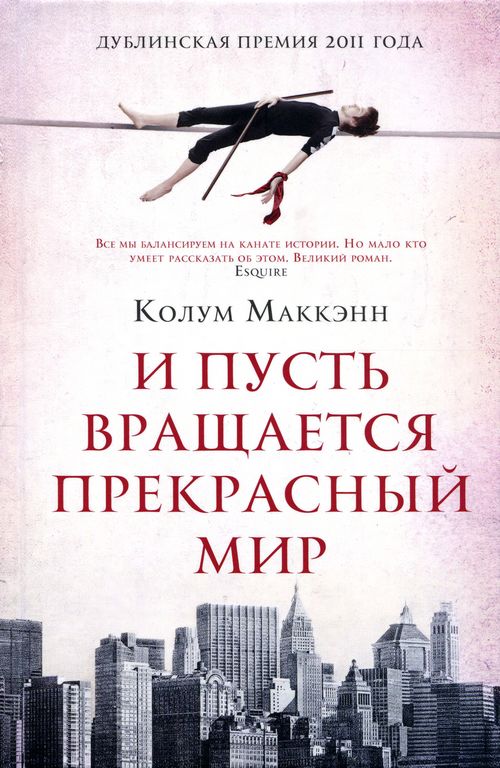 ДУБЛИНСКАЯ ПРЕМИЯ 2011 ГОДА
ВСЕ МЫ БАЛАНСИРУЕМ НА КАНАТЕ ИСТОРИИ. НО МАЛО КТО
УМЕЕТ РАССКАЗАТЬ ОБ ЭТОМ. ВЕЛИКИЙ РОМАН.
ESQUIRE
КОЛУМ МАККЭНН
И ПУСТЬ
ВРАЩАЕТСЯ
ПРЕКРАСНЫЙ
МИР